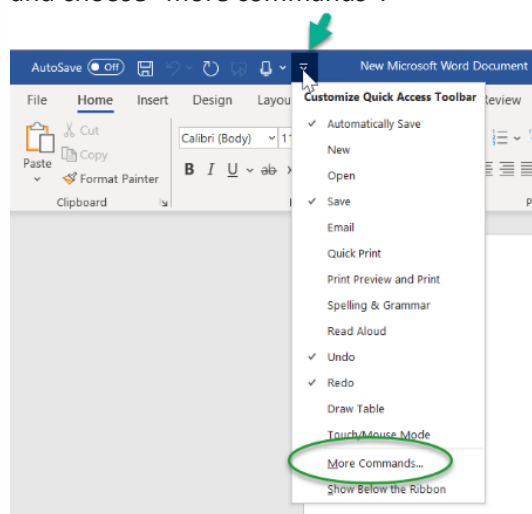 and choose "More commands".
AutoSave Off New Microsoft Word Document
File Home Insert Design Layou
Customize Quick Access Toolbar
Review
Cut
Copy
Paste
Format Painter
Clipboard
Calibri (Body)
B I U ab
Automatically Save
New
Open
Save
Email
Quick Print
Print Preview and Print
Spelling & Grammar
Read Aloud
Undo
Redo
Draw Table
Touch/Mouse Mode
More Commands...
Show Below the Ribbon